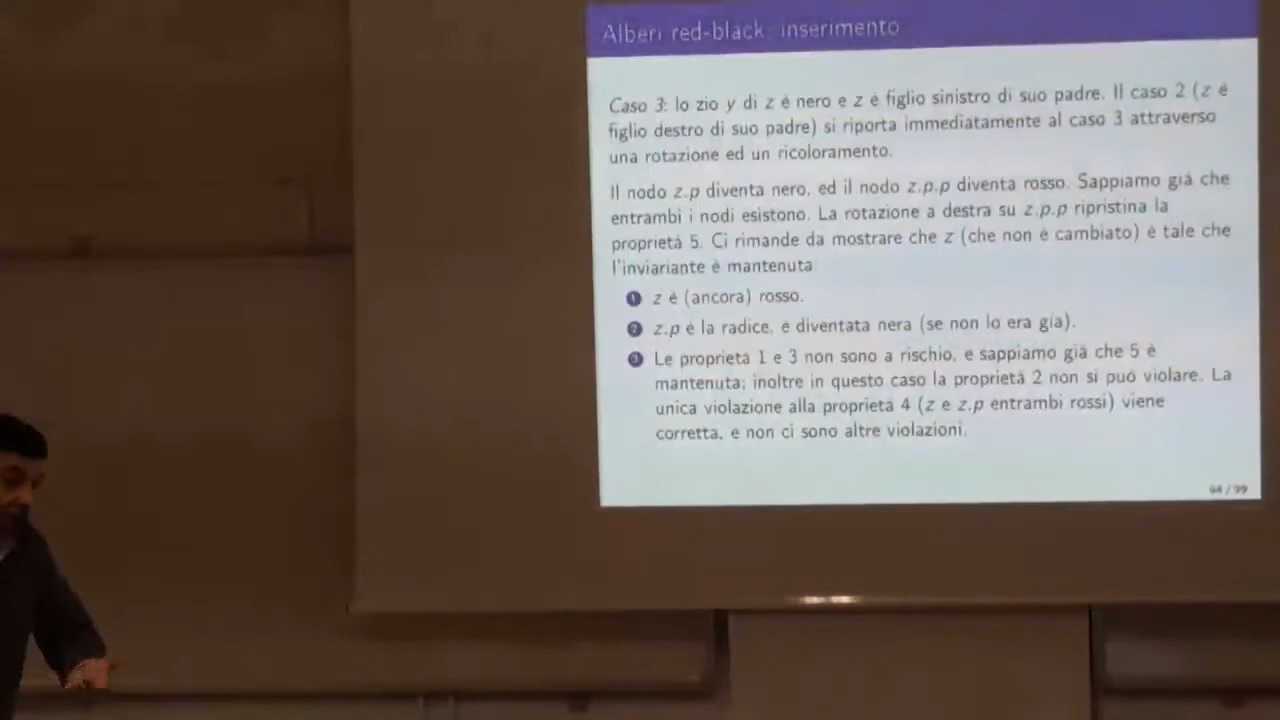 Alberi red-black: inserimento
Caso 3: lo zio y di z è nero e z è figlio sinistro di suo padre. Il caso 2 (z è
figlio destro di suo padre) si riporta immediatamente al caso 3 attraverso
una rotazione ed un ricoloramento.
Il nodo z.p diventa nero, ed il nodo z.p.p diventa rosso. Sappiamo già che
entrambi i nodi esistono. La rotazione a destra su z.p.p ripristina la
proprietà 5. Ci rimande da mostrare che z (che non è cambiato) è tale che
l'inviariante è mantenuta
1 z è (ancora) rosso.
2 z.p è la radice, è diventata nera (se non lo era già).
3 Le proprietà 1 e 3 non sono a rischio, e sappiamo già che 5 è
mantenuta; inoltre in questo caso la proprietà 2 non si può violare. La
unica violazione alla proprietà 4 (z e z.p entrambi rossi) viene
corretta, e non ci sono altre violazioni.
64 / 99